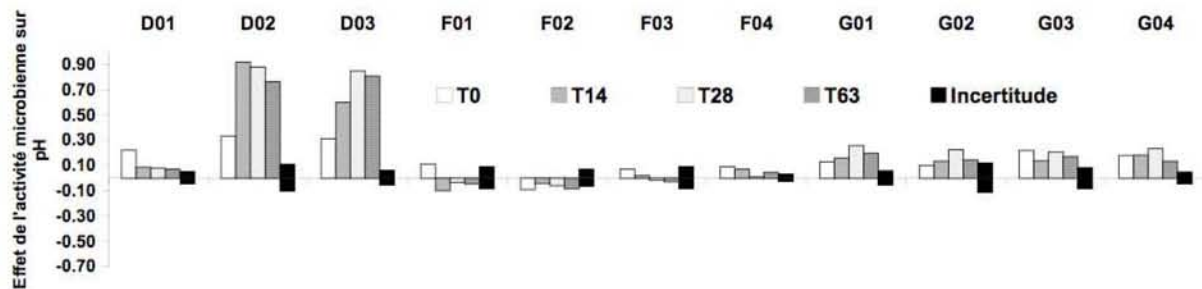 D01 D02 D03 F01 F02 F03 F04 G01 G02 G03 G04
Effet de l'activité microbienne sur
pH
0.90
0.70
0.50
0.30
0.10
-0.10
-0.30
-0.50
-0.70
T0 T14 T28 T63 Incertitude